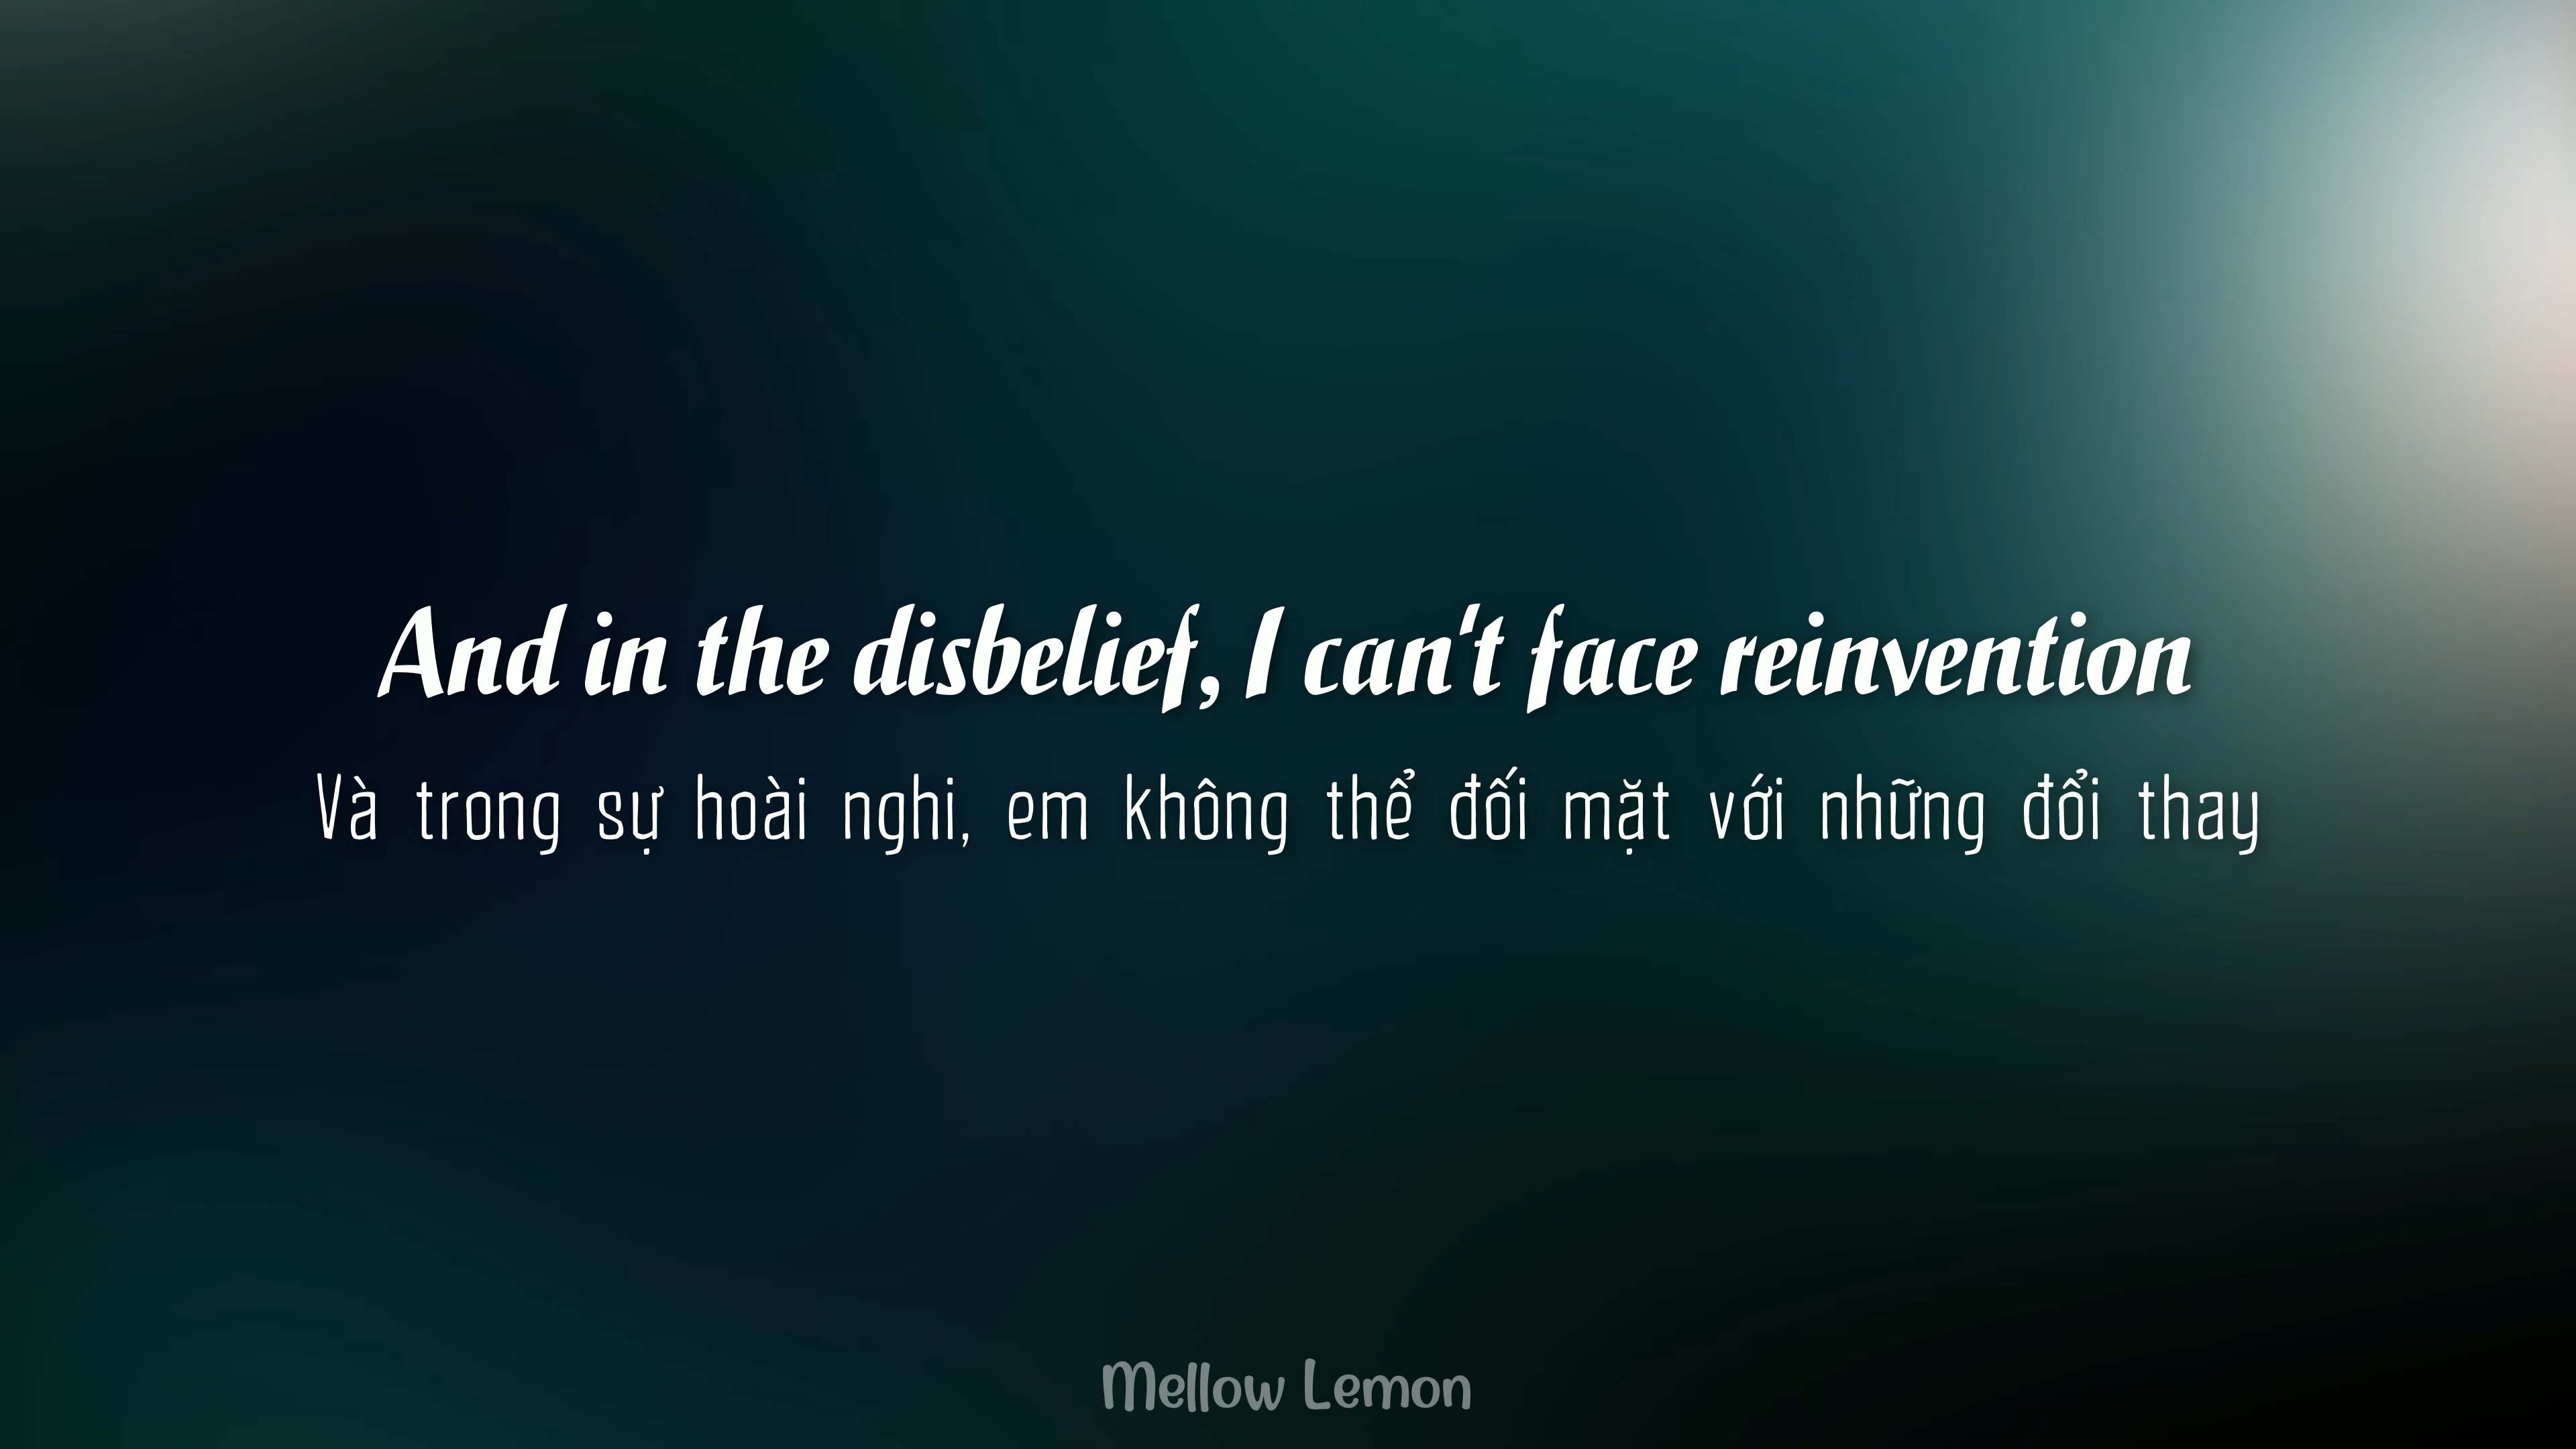 And in the disbelief, I can't face reinvention
Và trong sự hoài nghi, em không thể đối mặt với những đổi thay
Mellow Lemon